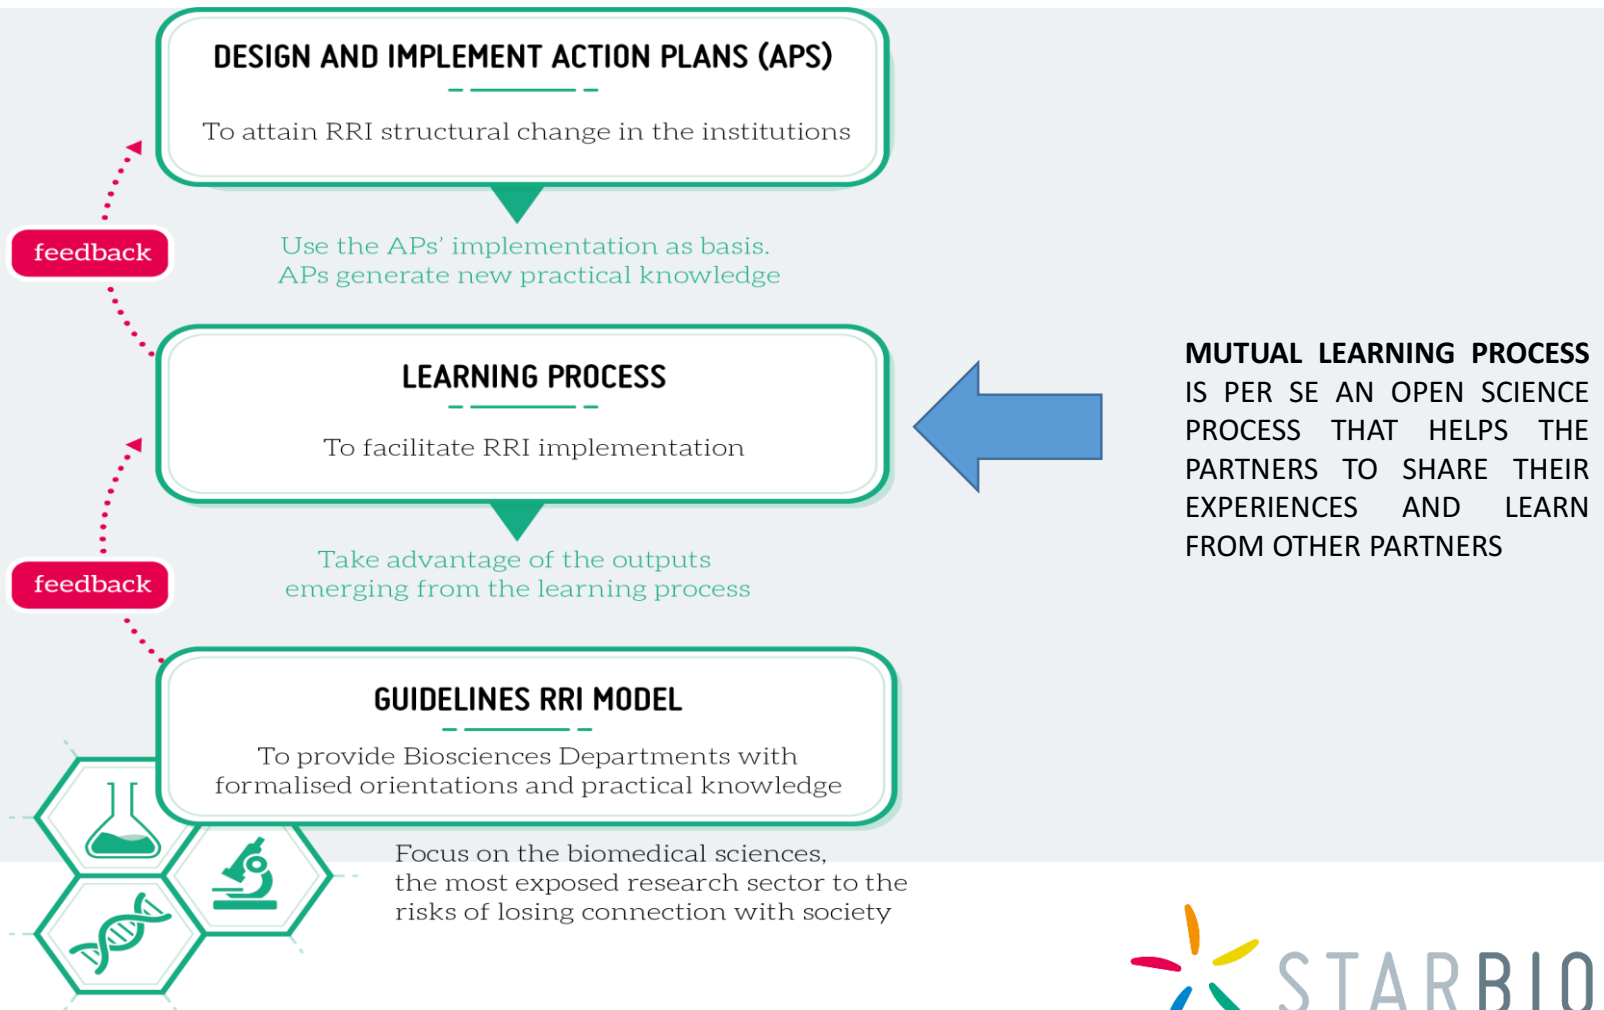 DESIGN AND IMPLEMENT ACTION PLANS (APS)
To attain RRI structural change in the institutions
feedback
Use the APs’ implementation as basis.
APs generate new practical knowledge
LEARNING PROCESS
To facilitate RRI implementation
MUTUAL LEARNING PROCESS
IS PER SE AN OPEN SCIENCE
PROCESS THAT HELPS THE
PARTNERS TO SHARE THEIR
EXPERIENCES AND LEARN
FROM OTHER PARTNERS
feedback
Take advantage of the outputs
emerging from the learning process
GUIDELINES RRI MODEL
To provide Biosciences Departments with
formalised orientations and practical knowledge
Focus on the biomedical sciences,
the most exposed research sector to the
risks of losing connection with society
STARBIO